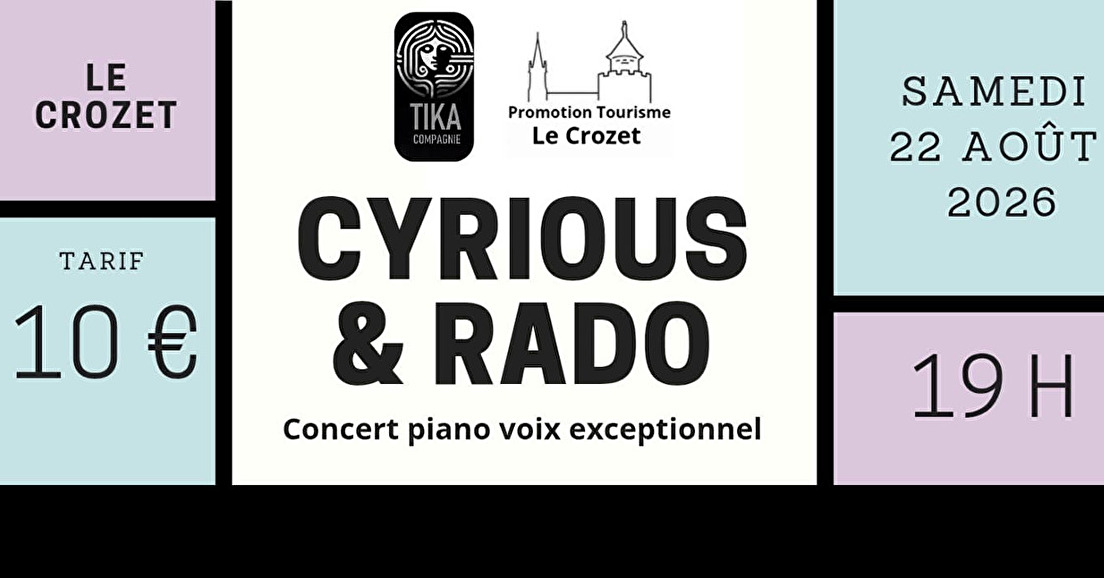 LE
CROZET
TARIF
10 €
TIKA
COMPAGNIE
Promotion Tourisme
Le Crozet
CYRIOUS
& RADO
Concert piano voix exceptionnel
SAMEDI
22 AOÛT
2026
19 H